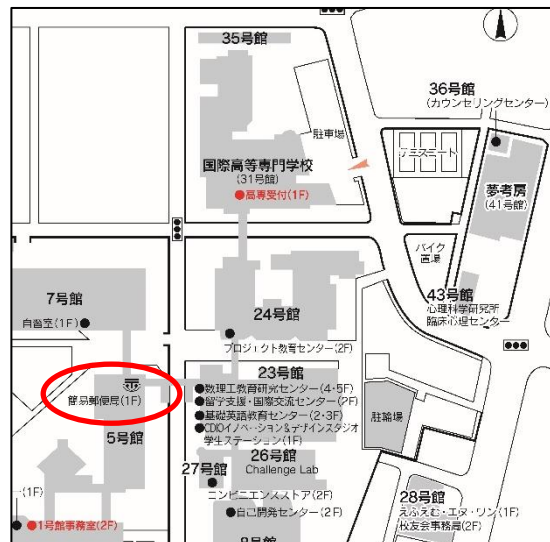 35号館
36号館
(カウンセリングセンター)
駐車場
テニスコート
国際高等専門学校
(31号館)
●高専受付(1F)
夢考房
(41号館)
バイク
置場
7号館
自習室(1F)●
24号館
プロジェクト教育センター(2F)
43号館
心理科学研究所
臨床心理センター
簡易郵便局(1F)
5号館
23号館
●数理工教育研究センター(4・5F)
●留学支援・国際交流センター(2F)
●基礎英語教育センター(2・3F)
●CDIOイノベーション&デザインスタジオ
学生ステーション(1F)
駐輪場
26号館
Challenge Lab
27号館
コンビニエンスストア(2F)
●自己開発センター(2F)
28号館
えふえむ・エヌ・ワン(1F)
校友会事務局(2F)
(1F)
●1号館事務室(2F)
8号館